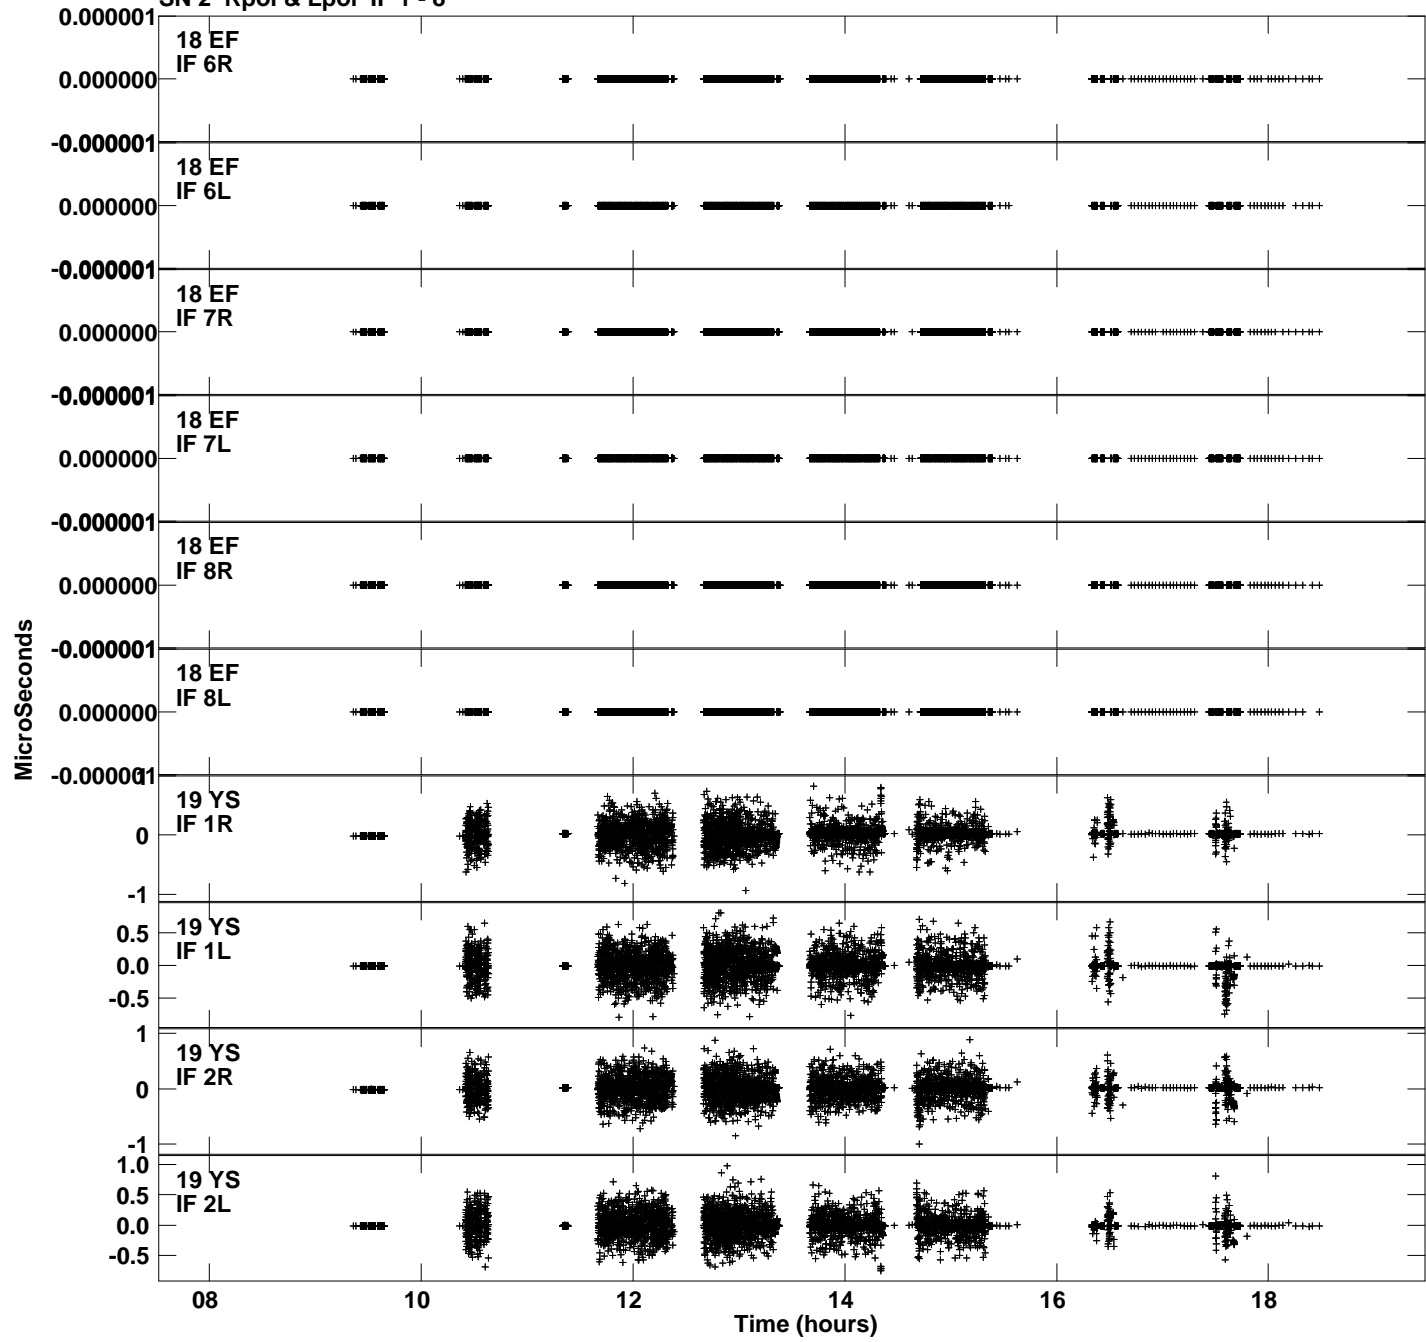 SN 2 Rpol & Lpol IF 1 - 8
0.000001
18 EF
IF 6R
0.000000
-0.000001
18 EF
IF 6L
0.000000
-0.000001
18 EF
IF 7R
0.000000
-0.000001
18 EF
IF 7L
0.000000
-0.000001
18 EF
IF 8R
0.000000
-0.000001
18 EF
IF 8L
0.000000
-0.000001
1
19 YS
IF 1R
0
-1
19 YS
IF 1L
0.5
0.0
-0.5
1
19 YS
IF 2R
0
-1
1.0
19 YS
IF 2L
0.5
0.0
-0.5
MicroSeconds
08 10 12 14 16 18
Time (hours)